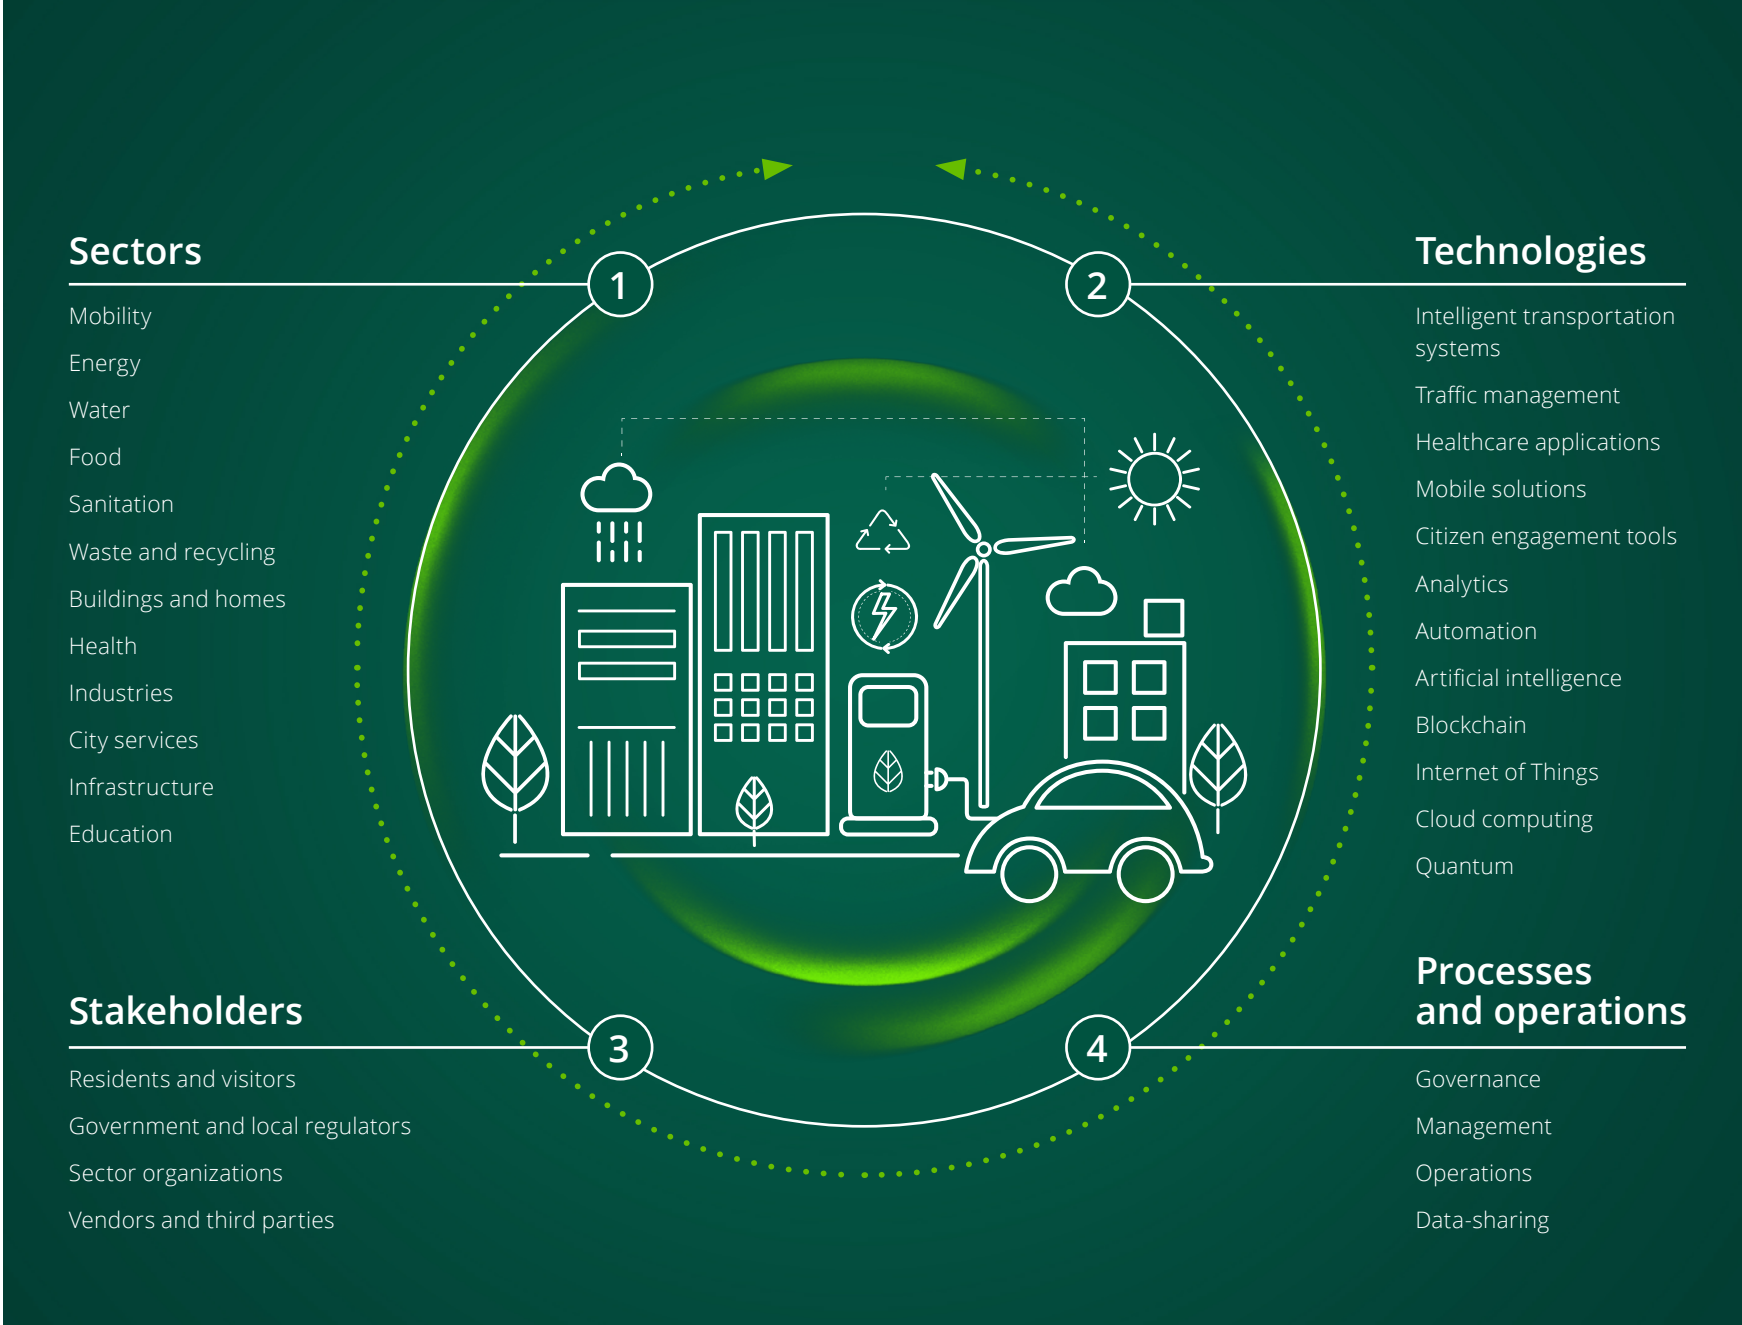 Sectors
1
Mobility
Energy
Water
Food
Sanitation
Waste and recycling
Buildings and homes
Health
Industries
City services
Infrastructure
Education
2
Technologies
Intelligent transportation
systems
Traffic management
Healthcare applications
Mobile solutions
Citizen engagement tools
Analytics
Automation
Artificial intelligence
Blockchain
Internet of Things
Cloud computing
Quantum
Stakeholders
3
Residents and visitors
Government and local regulators
Sector organizations
Vendors and third parties
4
Processes
and operations
Governance
Management
Operations
Data-sharing